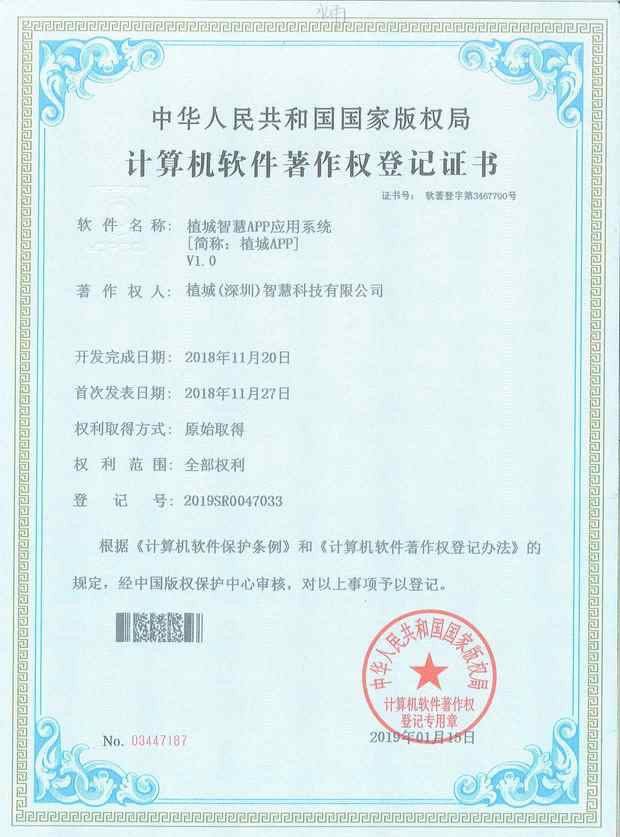 中华人民共和国国家版权局
计算机软件著作权登记证书
证书号： 软著登字第3467790号
软件名称： 植城智慧APP应用系统
[简称：植城APP]
V1.0
著作权人： 植城(深圳)智慧科技有限公司
开发完成日期： 2018年11月20日
首次发表日期： 2018年11月27日
权利取得方式： 原始取得
权利范围： 全部权利
登记号： 2019SR0047033
根据《计算机软件保护条例》和《计算机软件著作权登记办法》的
规定，经中国版权保护中心审核，对以上事项予以登记。
中华人民共和国国家版权局
计算机软件著作权
登记专用章
No. 03447187
2019年01月15日